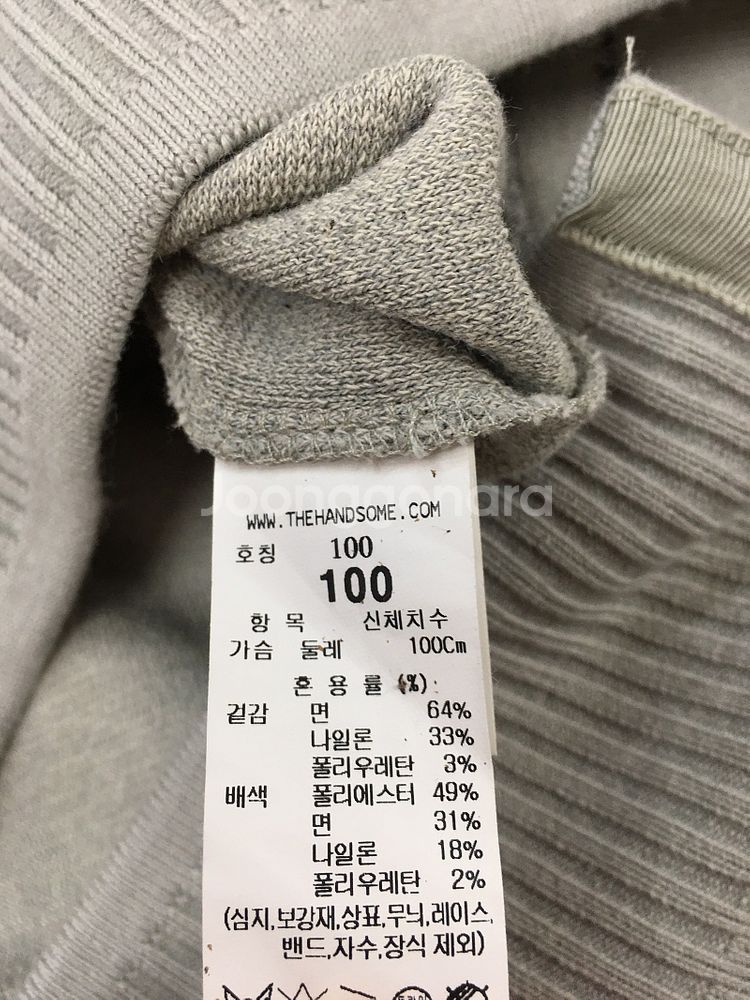 Joonggonara
WWW.THEHANDSOME.COM
호칭 100
100
항 목 신체치수
가슴 둘레 100Cm
혼 용 률 (%)
겉감 면 64%
나일론 33%
폴리우레탄 3%
배색 폴리에스터 49%
면 31%
나일론 18%
폴리우레탄 2%
(심지,보강재,상표,무늬,레이스,
밴드,자수,장식 제외)